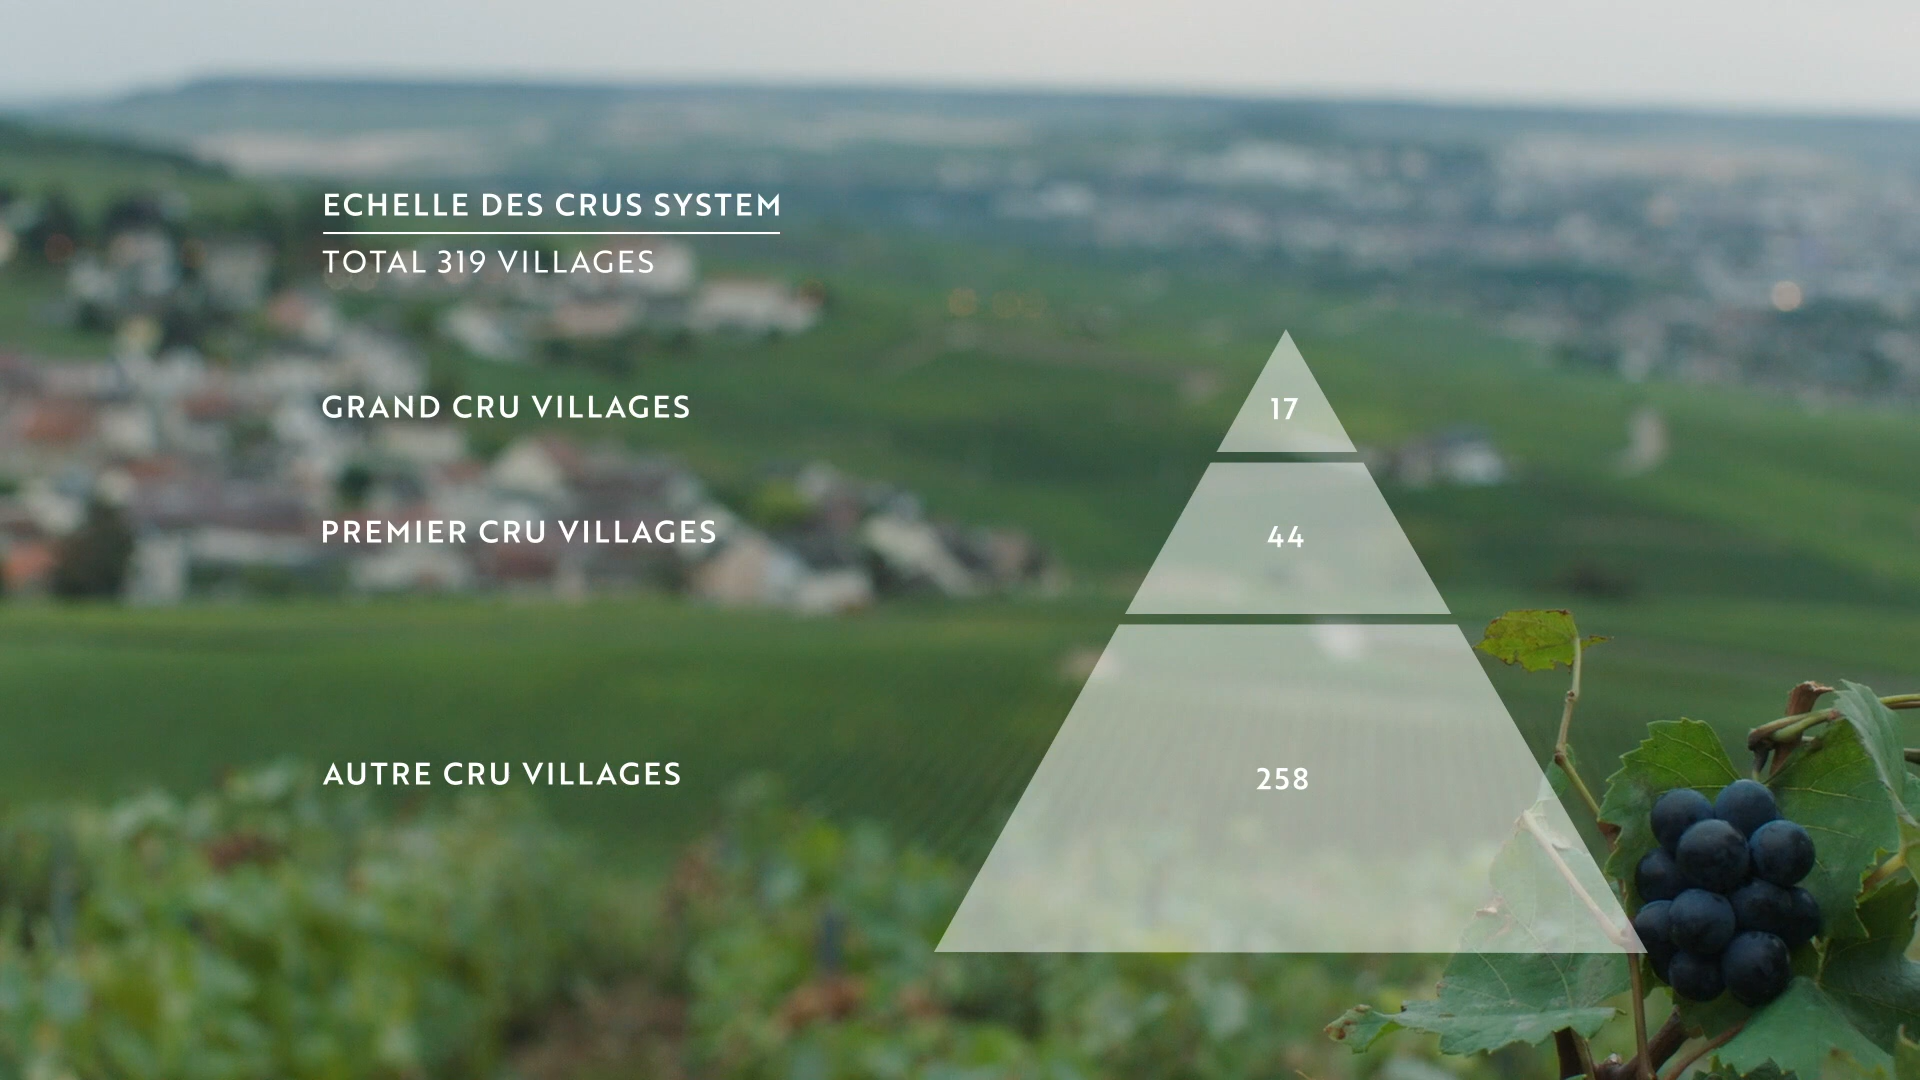 ECHELLE DES CRUS SYSTEM
TOTAL 319 VILLAGES
GRAND CRU VILLAGES
17
PREMIER CRU VILLAGES
44
AUTRE CRU VILLAGES
258